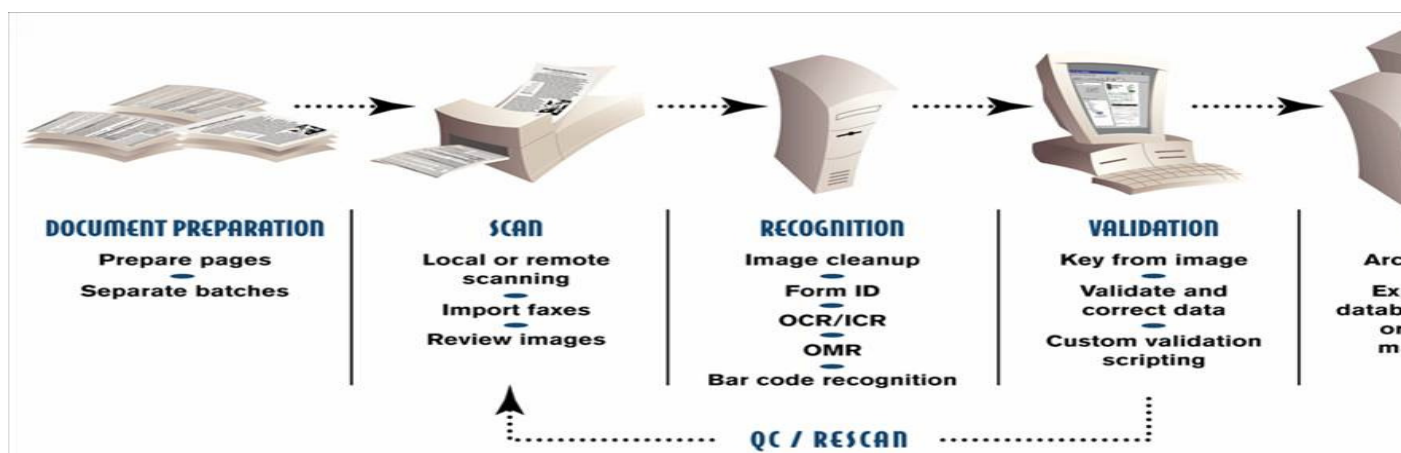 DOCUMENT PREPARATION
Prepare pages
Separate batches
SCAN
Local or remote
scanning
Import faxes
Review images
RECOGNITION
Image cleanup
Form ID
OCR/ICR
OMR
Bar code recognition
VALIDATION
Key from image
Validate and
correct data
Custom validation
scripting
QC / RESCAN